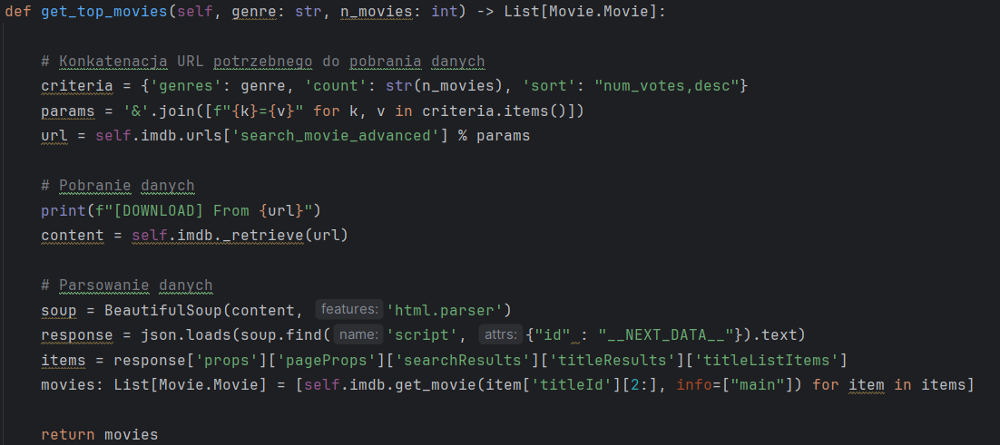 def get_top_movies(self, genre: str, n_movies: int) -> List[Movie.Movie]:
# Konkatenacja URL potrzebnego do pobrania danych
criteria = {'genres': genre, 'count': str(n_movies), 'sort': "num_votes,desc"}
params = '&'.join([f"{k}={v}" for k, v in criteria.items()])
url = self.imdb.urls['search_movie_advanced'] % params
# Pobranie danych
print(f"[DOWNLOAD] From {url}")
content = self.imdb._retrieve(url)
# Parsowanie danych
soup = BeautifulSoup(content, features: 'html.parser')
response = json.loads(soup.find( name: 'script', attrs: {"id" : "__NEXT_DATA__"}).text)
items = response['props']['pageProps']['searchResults']['titleResults']['titleListItems']
movies: List[Movie.Movie] = [self.imdb.get_movie(item['titleId'][2:], info=["main"]) for item in items]
return movies